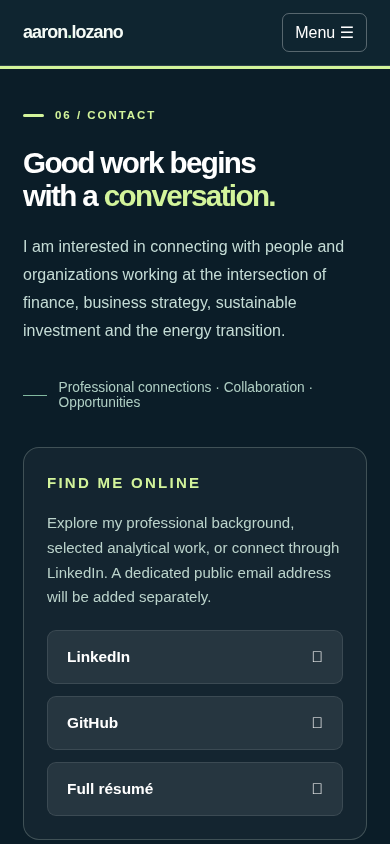 aaron.lozano
Menu ☰
06 / CONTACT
Good work begins
with a conversation.
I am interested in connecting with people and
organizations working at the intersection of
finance, business strategy, sustainable
investment and the energy transition.
Professional connections · Collaboration ·
Opportunities
FIND ME ONLINE
Explore my professional background,
selected analytical work, or connect through
LinkedIn. A dedicated public email address
will be added separately.
LinkedIn
GitHub
Full résumé